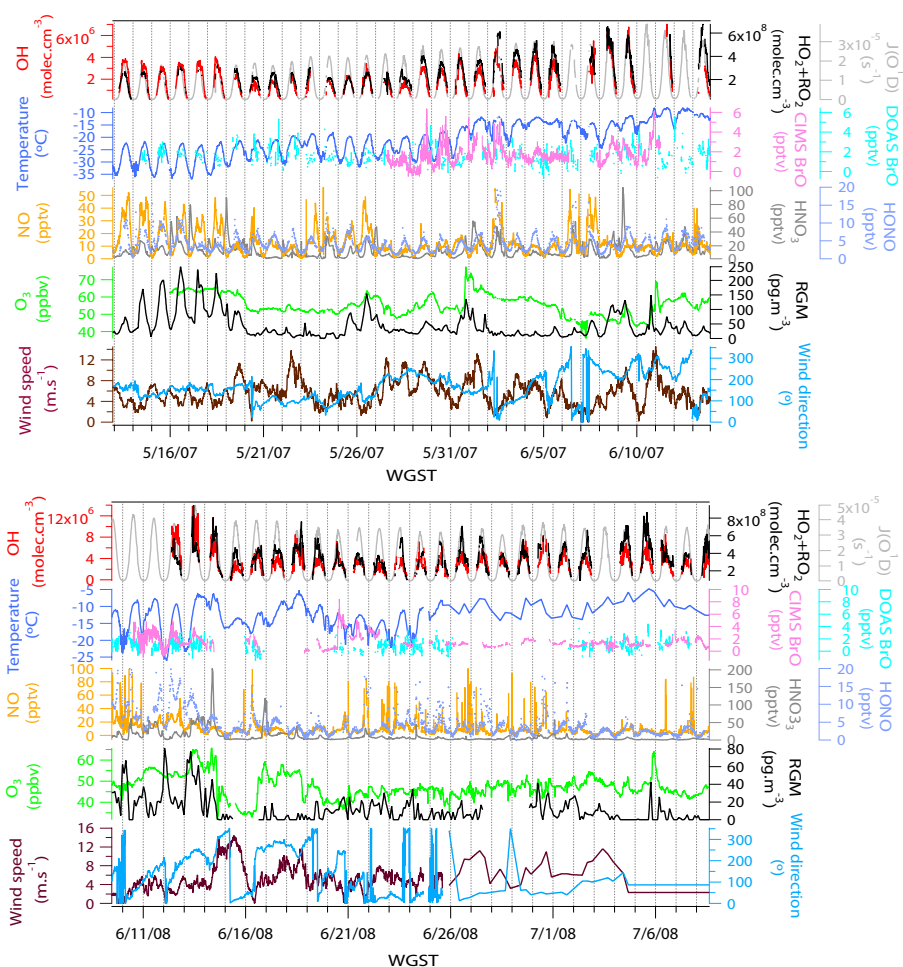 OH
(molec.cm⁻³)
6x10⁶
4
2
6x10⁸
4
2
HO₂+RO₂
(molec.cm⁻³)
3x10⁻⁵
2
1
0
J(O¹D)
(s⁻¹)
Temperature
(ºC)
-10
-15
-20
-25
-30
-35
6
4
2
0
CIMS BrO
(pptv)
6
4
2
0
DOAS BrO
(pptv)
NO
(pptv)
50
40
30
20
10
0
100
80
60
40
20
0
HNO₃
(pptv)
20
15
10
5
0
HONO
(pptv)
O₃
(ppbv)
70
60
50
40
250
200
150
100
50
0
RGM
(pg.m⁻³)
Wind speed
(m.s⁻¹)
12
8
4
0
300
200
100
0
Wind direction
(º)
5/16/07 5/21/07 5/26/07 5/31/07 6/5/07 6/10/07
WGST
OH
(molec.cm⁻³)
12x10⁶
8
4
0
8x10⁸
6
4
2
HO₂+RO₂
(molec.cm⁻³)
5x10⁻⁵
4
3
2
1
0
J(O¹D)
(s⁻¹)
Temperature
(ºC)
-5
-10
-15
-20
-25
10
8
6
4
2
0
CIMS BrO
(pptv)
10
8
6
4
2
0
DOAS BrO
(pptv)
NO
(pptv)
100
80
60
40
20
0
200
150
100
50
0
HNO3₃
(pptv)
20
15
10
5
0
HONO
(pptv)
O₃
(ppbv)
60
50
40
80
60
40
20
0
RGM
(pg.m⁻³)
Wind speed
(m.s⁻¹)
16
12
8
4
0
300
200
100
0
Wind direction
(º)
6/11/08 6/16/08 6/21/08 6/26/08 7/1/08 7/6/08
WGST